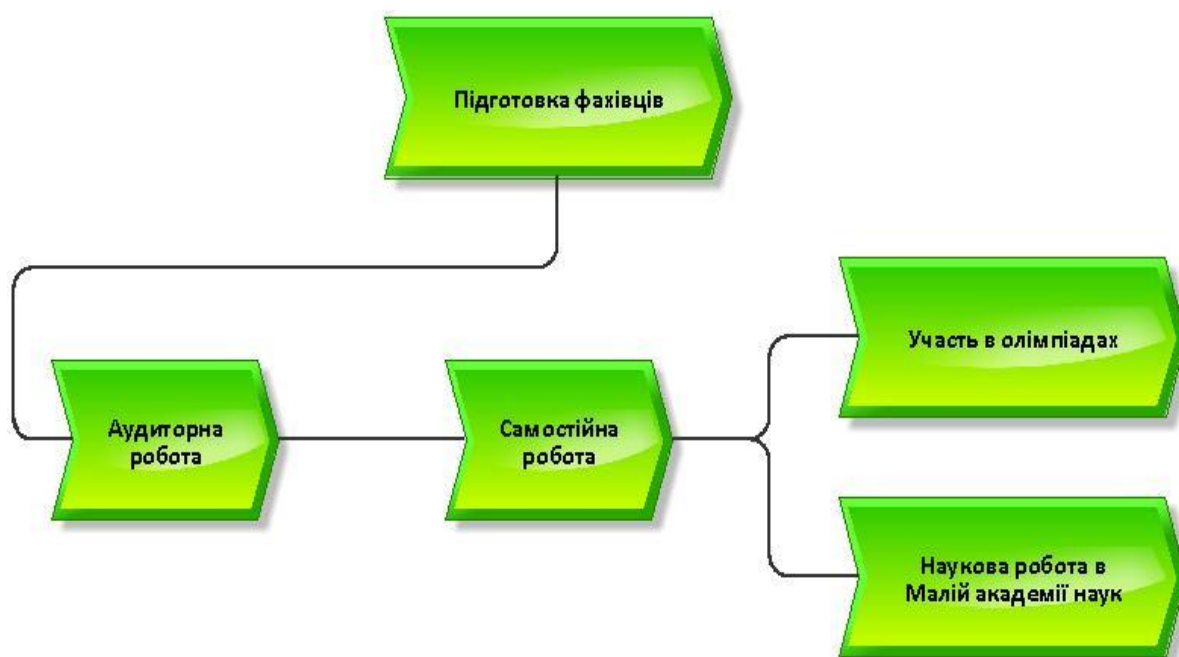 Підготовка фахівців
Участь в олімпіадах
Аудиторна
робота
Самостійна
робота
Наукова робота в
Малій академії наук